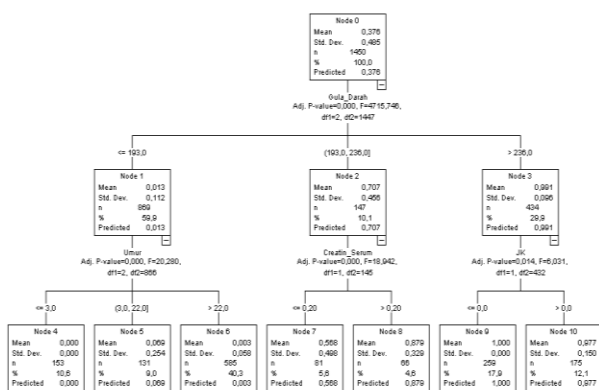 Node 0
Mean 0,376
Std. Dev. 0,485
n 1450
% 100,0
Predicted 0,376
Gula_Darah
Adj. P-value=0,000, F=4715,746,
df1=2, df2=1447
<= 193,0
(193,0, 236,0]
> 236,0
Node 1
Mean 0,013
Std. Dev. 0,112
n 869
% 59,9
Predicted 0,013
Node 2
Mean 0,707
Std. Dev. 0,456
n 147
% 10,1
Predicted 0,707
Node 3
Mean 0,991
Std. Dev. 0,096
n 434
% 29,9
Predicted 0,991
Umur
Adj. P-value=0,000, F=20,280,
df1=2, df2=866
Creatin_Serum
Adj. P-value=0,000, F=18,942,
df1=1, df2=145
JK
Adj. P-value=0,014, F=6,031,
df1=1, df2=432
<= 3,0
(3,0, 22,0]
> 22,0
<= 0,20
> 0,20
<= 0,0
> 0,0
Node 4
Mean 0,000
Std. Dev. 0,000
n 153
% 10,6
Predicted 0,000
Node 5
Mean 0,069
Std. Dev. 0,254
n 131
% 9,0
Predicted 0,069
Node 6
Mean 0,003
Std. Dev. 0,058
n 585
% 40,3
Predicted 0,003
Node 7
Mean 0,568
Std. Dev. 0,498
n 81
% 5,6
Predicted 0,568
Node 8
Mean 0,879
Std. Dev. 0,329
n 66
% 4,6
Predicted 0,879
Node 9
Mean 1,000
Std. Dev. 0,000
n 259
% 17,9
Predicted 1,000
Node 10
Mean 0,977
Std. Dev. 0,150
n 175
% 12,1
Predicted 0,977